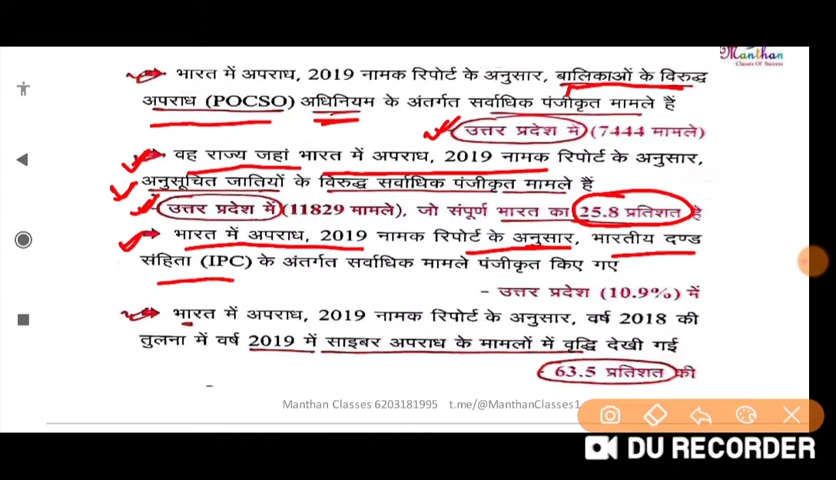 Manthan
Classes Of Success
भारत में अपराध, 2019 नामक रिपोर्ट के अनुसार, बालिकाओं के विरुद्ध
अपराध (POCSO) अधिनियम के अंतर्गत सर्वाधिक पंजीकृत मामले हैं
- उत्तर प्रदेश में (7444 मामले)
वह राज्य जहां भारत में अपराध, 2019 नामक रिपोर्ट के अनुसार,
अनुसूचित जातियों के विरुद्ध सर्वाधिक पंजीकृत मामले हैं
- उत्तर प्रदेश में (11829 मामले), जो संपूर्ण भारत का 25.8 प्रतिशत है
भारत में अपराध, 2019 नामक रिपोर्ट के अनुसार, भारतीय दण्ड
संहिता (IPC) के अंतर्गत सर्वाधिक मामले पंजीकृत किए गए
- उत्तर प्रदेश (10.9%) में
भारत में अपराध, 2019 नामक रिपोर्ट के अनुसार, वर्ष 2018 की
तुलना में वर्ष 2019 में साइबर अपराध के मामलों में वृद्धि देखी गई
- 63.5 प्रतिशत की
Manthan Classes 6203181995 t.me/@ManthanClasses1
DU RECORDER